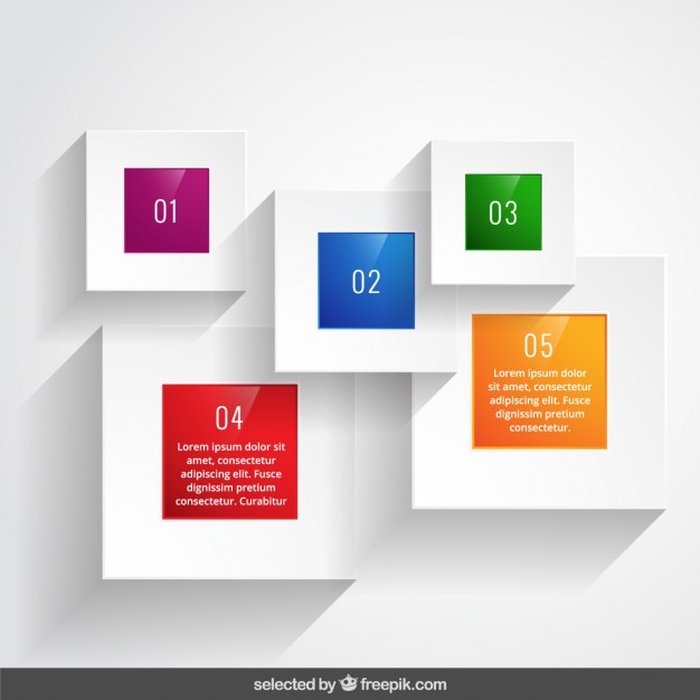 01
02
03
04
Lorem ipsum dolor sit
amet, consectetur
adipiscing elit. Fusce
dignissim pretium
consectetur. Curabitur
05
Lorem ipsum dolor
sit amet, consectetur
adipiscing elit. Fusce
dignissim pretium
consectetur.
selected by freepik.com